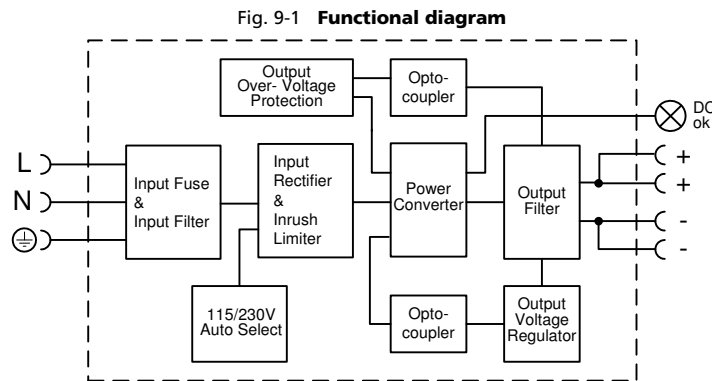 Fig. 9-1 Functional diagram
Output
Over- Voltage
Protection
Opto-
coupler
DC
ok
L
N
Input Fuse
&
Input Filter
Input
Rectifier
&
Inrush
Limiter
Power
Converter
Output
Filter
+
+
-
-
115/230V
Auto Select
Opto-
coupler
Output
Voltage
Regulator